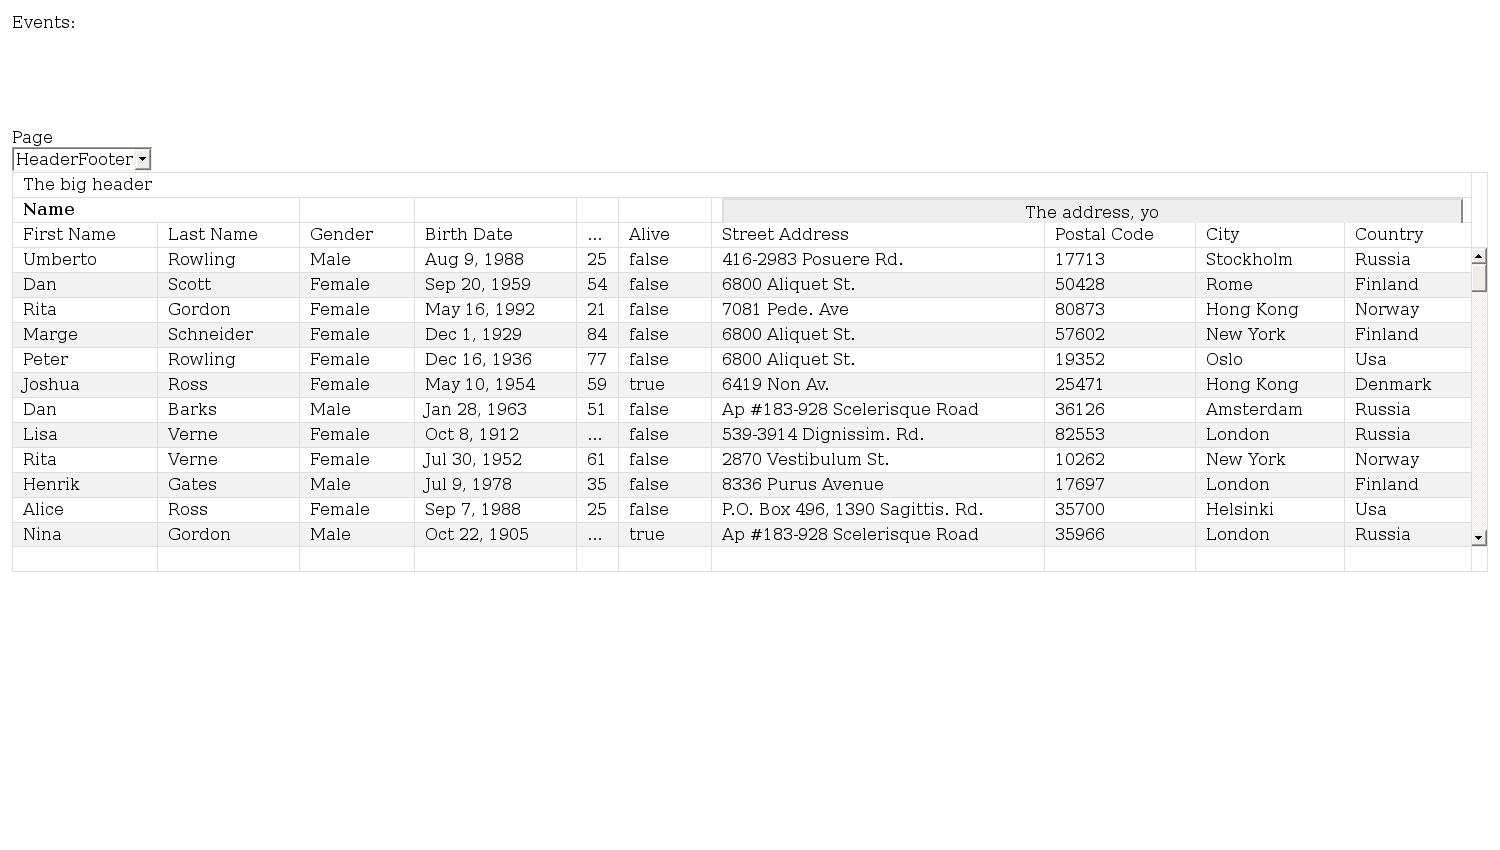 Events:
Page
HeaderFooter
The big header
Name The address, yo
First Name Last Name Gender Birth Date ... Alive Street Address Postal Code City Country
Umberto Rowling Male Aug 9, 1988 25 false 416-2983 Posuere Rd. 17713 Stockholm Russia
Dan Scott Female Sep 20, 1959 54 false 6800 Aliquet St. 50428 Rome Finland
Rita Gordon Female May 16, 1992 21 false 7081 Pede. Ave 80873 Hong Kong Norway
Marge Schneider Female Dec 1, 1929 84 false 6800 Aliquet St. 57602 New York Finland
Peter Rowling Female Dec 16, 1936 77 false 6800 Aliquet St. 19352 Oslo Usa
Joshua Ross Female May 10, 1954 59 true 6419 Non Av. 25471 Hong Kong Denmark
Dan Barks Male Jan 28, 1963 51 false Ap #183-928 Scelerisque Road 36126 Amsterdam Russia
Lisa Verne Female Oct 8, 1912 ... false 539-3914 Dignissim. Rd. 82553 London Russia
Rita Verne Female Jul 30, 1952 61 false 2870 Vestibulum St. 10262 New York Norway
Henrik Gates Male Jul 9, 1978 35 false 8336 Purus Avenue 17697 London Finland
Alice Ross Female Sep 7, 1988 25 false P.O. Box 496, 1390 Sagittis. Rd. 35700 Helsinki Usa
Nina Gordon Male Oct 22, 1905 ... true Ap #183-928 Scelerisque Road 35966 London Russia